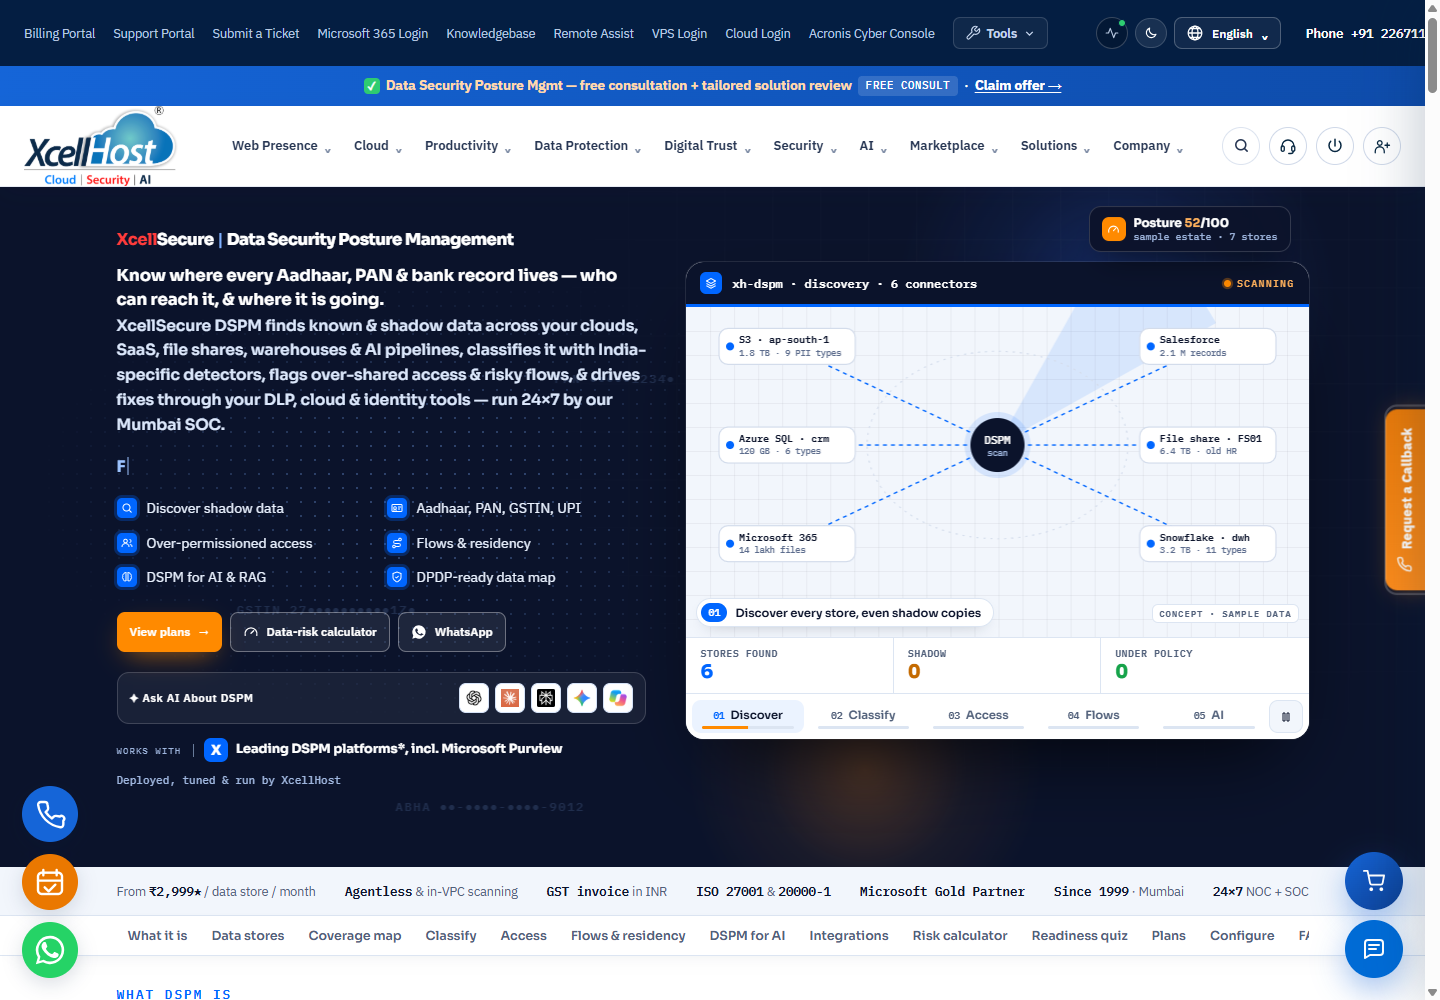 Billing Portal Support Portal Submit a Ticket Microsoft 365 Login Knowledgebase Remote Assist VPS Login Cloud Login Acronis Cyber Console Tools English Phone +91 226711
✅ Data Security Posture Mgmt — free consultation + tailored solution review FREE CONSULT · Claim offer →
XcellHost ®
Cloud | Security | AI
Web Presence Cloud Productivity Data Protection Digital Trust Security AI Marketplace Solutions Company
XcellSecure | Data Security Posture Management
Know where every Aadhaar, PAN & bank record lives — who
can reach it, & where it is going.
XcellSecure DSPM finds known & shadow data across your clouds,
SaaS, file shares, warehouses & AI pipelines, classifies it with India-
specific detectors, flags over-shared access & risky flows, & drives
fixes through your DLP, cloud & identity tools — run 24×7 by our
Mumbai SOC.
F
Discover shadow data
Aadhaar, PAN, GSTIN, UPI
Over-permissioned access
Flows & residency
DSPM for AI & RAG
DPDP-ready data map
GSTIN 27••••••••••1Z•
View plans →
Data-risk calculator
WhatsApp
✦ Ask AI About DSPM
WORKS WITH | X Leading DSPM platforms*, incl. Microsoft Purview
Deployed, tuned & run by XcellHost
ABHA ••-••••-••••-9012
Posture 52/100
sample estate · 7 stores
xh-dspm · discovery · 6 connectors
SCANNING
S3 · ap-south-1
1.8 TB · 9 PII types
Salesforce
2.1 M records
Azure SQL · crm
120 GB · 6 types
DSPM
scan
File share · FS01
6.4 TB · old HR
Microsoft 365
14 lakh files
Snowflake · dwh
3.2 TB · 11 types
01 Discover every store, even shadow copies
CONCEPT · SAMPLE DATA
STORES FOUND
6
SHADOW
0
UNDER POLICY
0
01 Discover 02 Classify 03 Access 04 Flows 05 AI
Request a Callback
From ₹2,999* / data store / month Agentless & in-VPC scanning GST invoice in INR ISO 27001 & 20000-1 Microsoft Gold Partner Since 1999 · Mumbai 24×7 NOC + SOC
What it is Data stores Coverage map Classify Access Flows & residency DSPM for AI Integrations Risk calculator Readiness quiz Plans Configure
WHAT DSPM IS